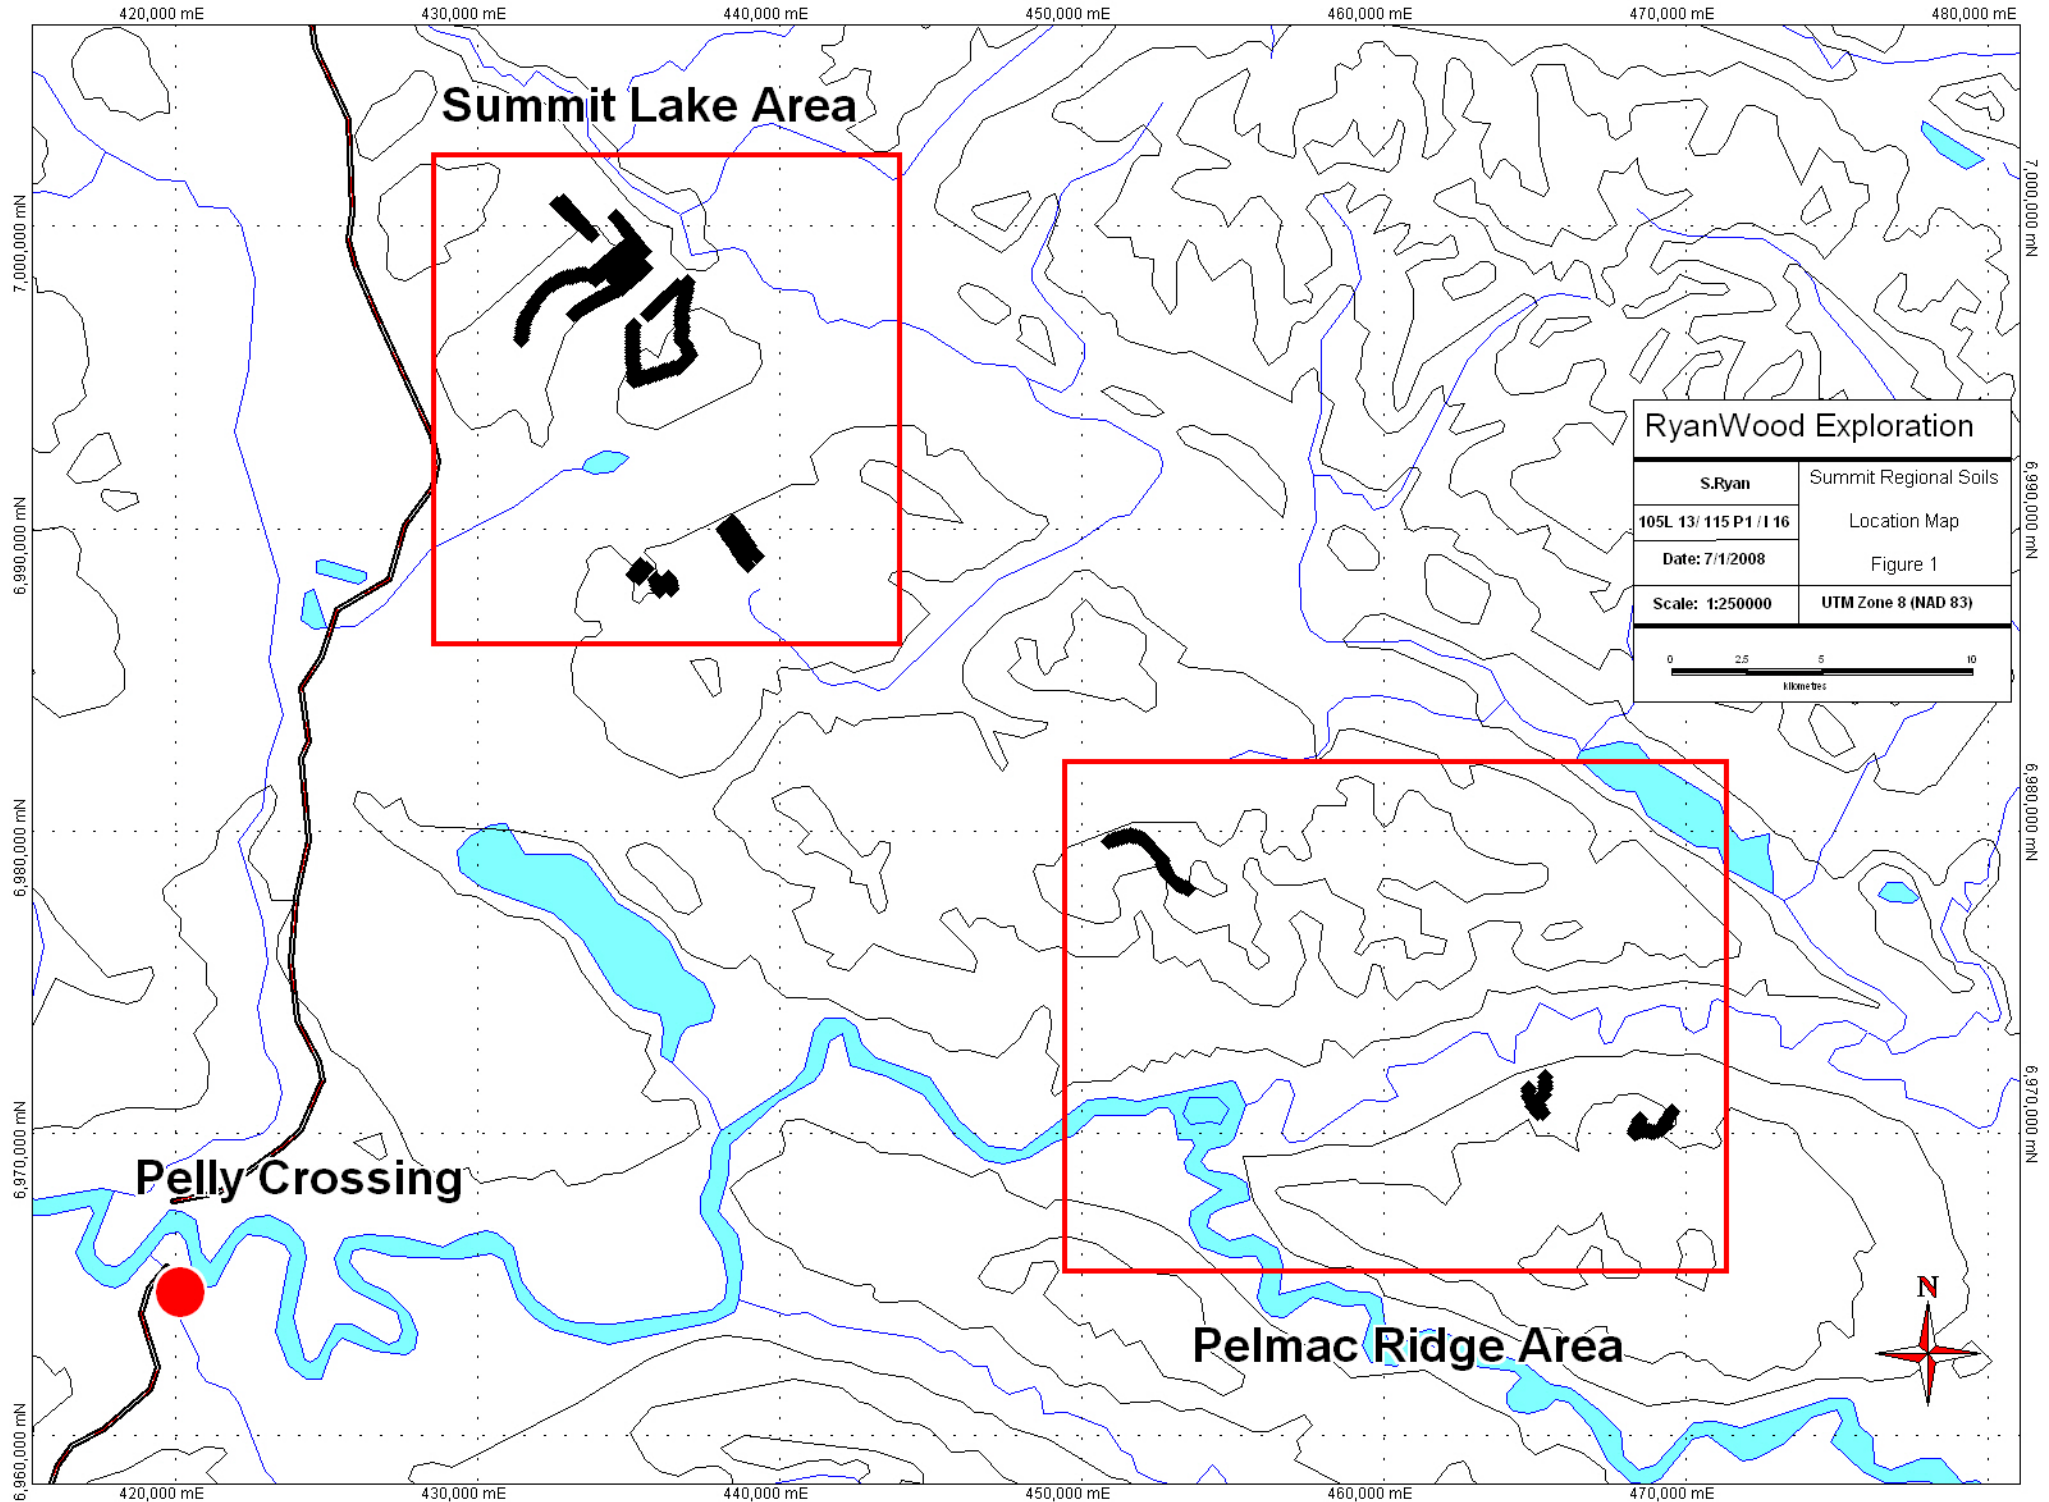 420,000 mE
430,000 mE
440,000 mE
450,000 mE
460,000 mE
470,000 mE
480,000 mE
Summit Lake Area
7,000,000 mN
7,000,000 mN
6,990,000 mN
6,990,000 mN
RyanWood Exploration
S.Ryan
Summit Regional Soils
105L 13/ 115 P1 / I 16
Location Map
Date: 7/1/2008
Figure 1
Scale: 1:250000
UTM Zone 8 (NAD 83)
0 2.5 5 10
kilometres
6,980,000 mN
6,980,000 mN
6,970,000 mN
6,970,000 mN
Pelly Crossing
N
Pelmac Ridge Area
6,960,000 mN
420,000 mE
430,000 mE
440,000 mE
450,000 mE
460,000 mE
470,000 mE